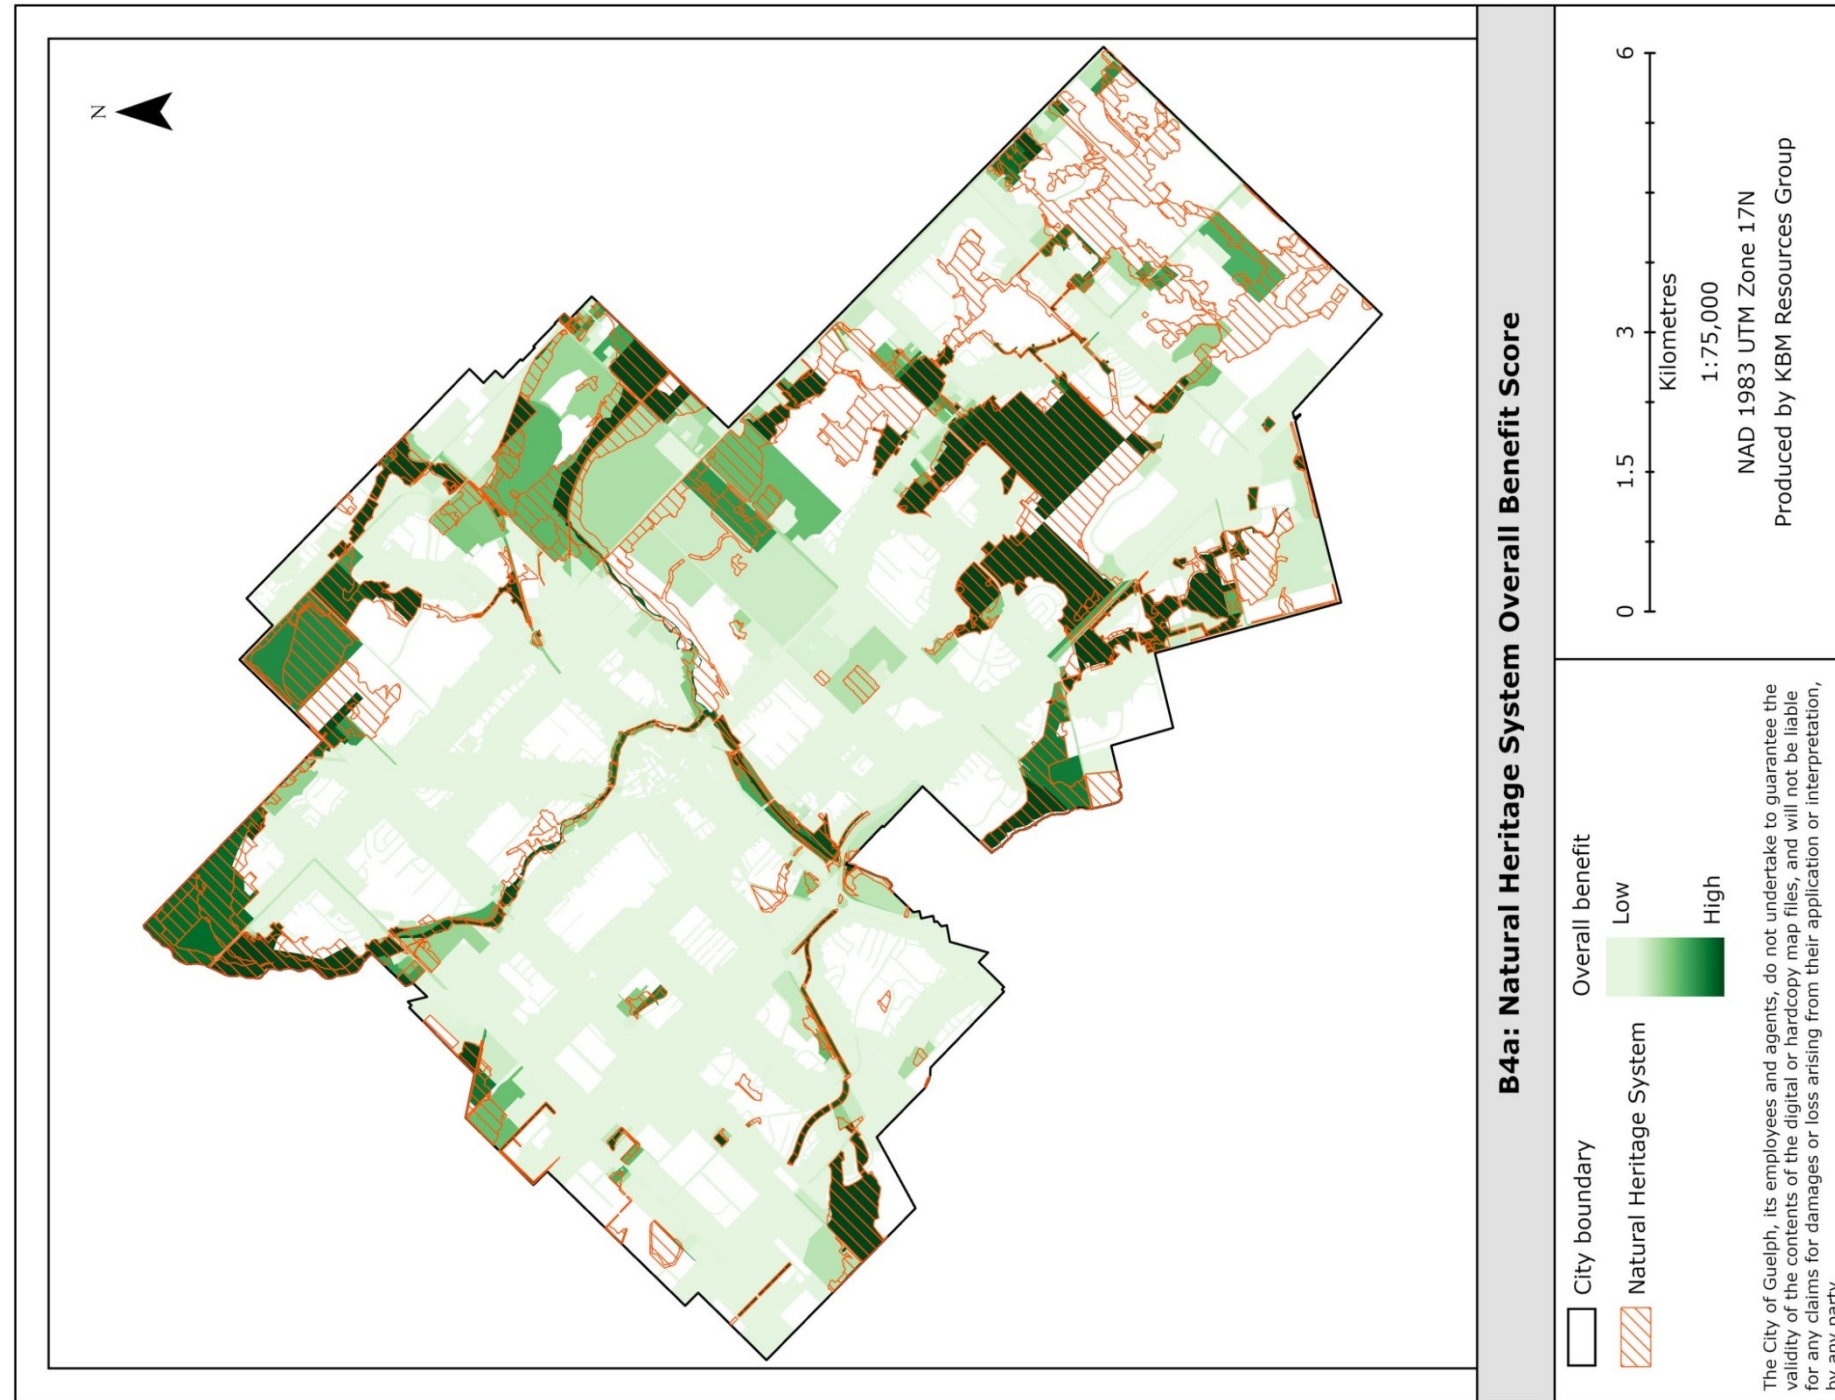 N
B4a: Natural Heritage System Overall Benefit Score
City boundary
Natural Heritage System
Overall benefit
Low
High
0 1.5 3 6
Kilometres
1:75,000
NAD 1983 UTM Zone 17N
Produced by KBM Resources Group
The City of Guelph, its employees and agents, do not undertake to guarantee the
validity of the contents of the digital or hardcopy map files, and will not be liable
for any claims for damages or loss arising from their application or interpretation,
by any party.